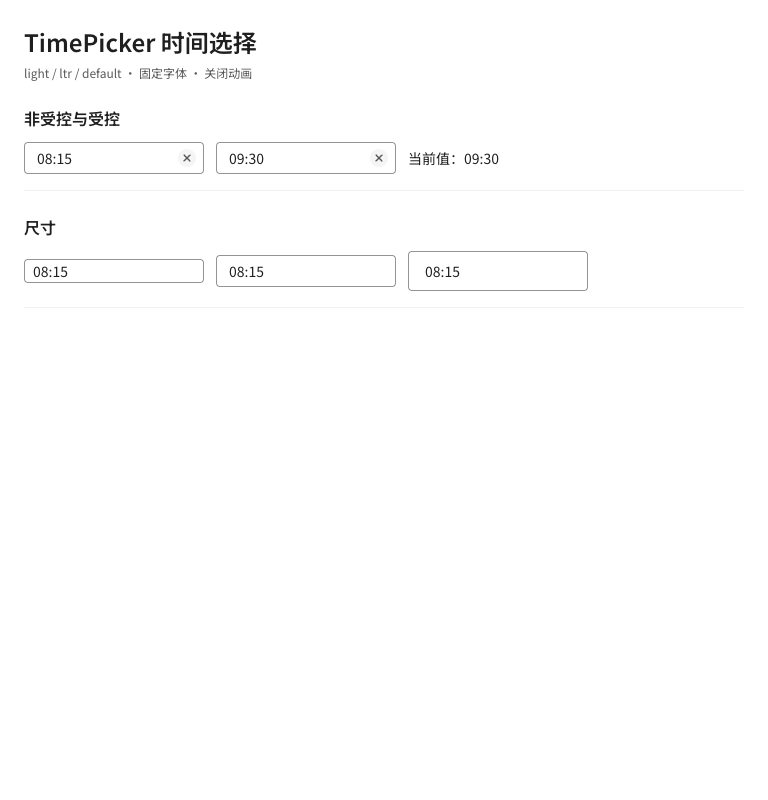 TimePicker 时间选择
light / ltr / default · 固定字体 · 关闭动画
非受控与受控
08:15 09:30 当前值：09:30
尺寸
08:15 08:15 08:15